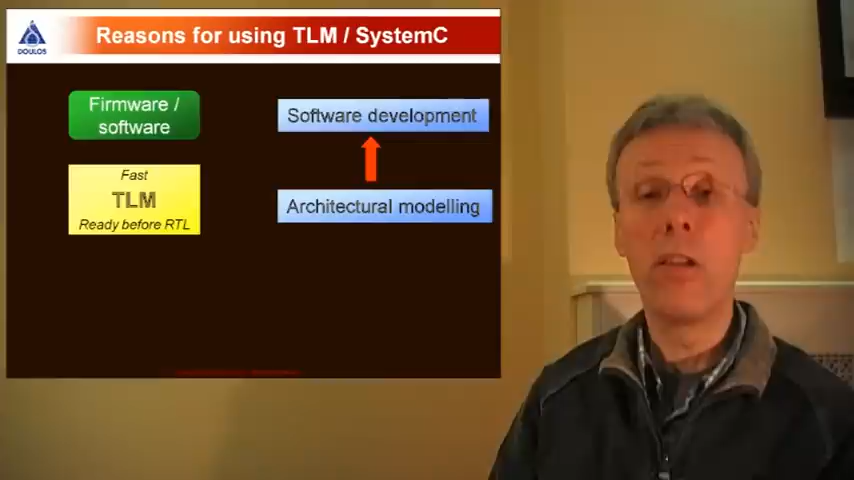 Reasons for using TLM / SystemC
DOULOS
Firmware /
software
Software development
Fast
TLM
Ready before RTL
Architectural modelling